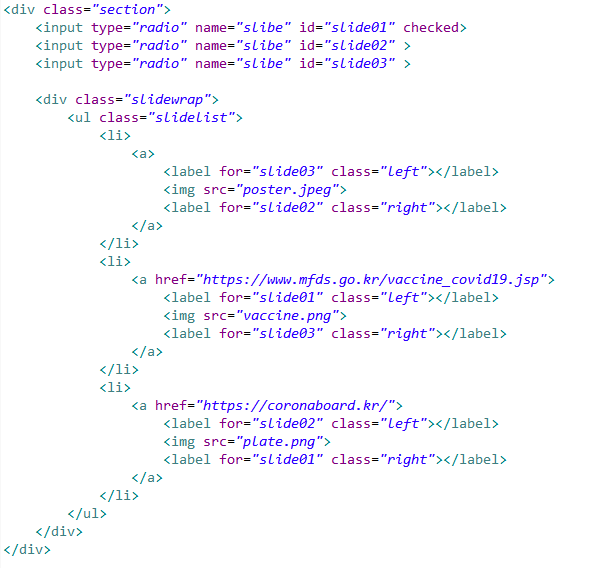 <div class="section">
    <input type="radio" name="slibe" id="slide01" checked>
    <input type="radio" name="slibe" id="slide02" >
    <input type="radio" name="slibe" id="slide03" >

    <div class="slidewrap">
        <ul class="slidelist">
            <li>
                <a>
                    <label for="slide03" class="left"></label>
                    <img src="poster.jpeg">
                    <label for="slide02" class="right"></label>
                </a>
            </li>
            <li>
                <a href="https://www.mfds.go.kr/vaccine_covid19.jsp">
                    <label for="slide01" class="left"></label>
                    <img src="vaccine.png">
                    <label for="slide03" class="right"></label>
                </a>
            </li>
            <li>
                <a href="https://coronaboard.kr/">
                    <label for="slide02" class="left"></label>
                    <img src="plate.png">
                    <label for="slide01" class="right"></label>
                </a>
            </li>
        </ul>
    </div>
</div>